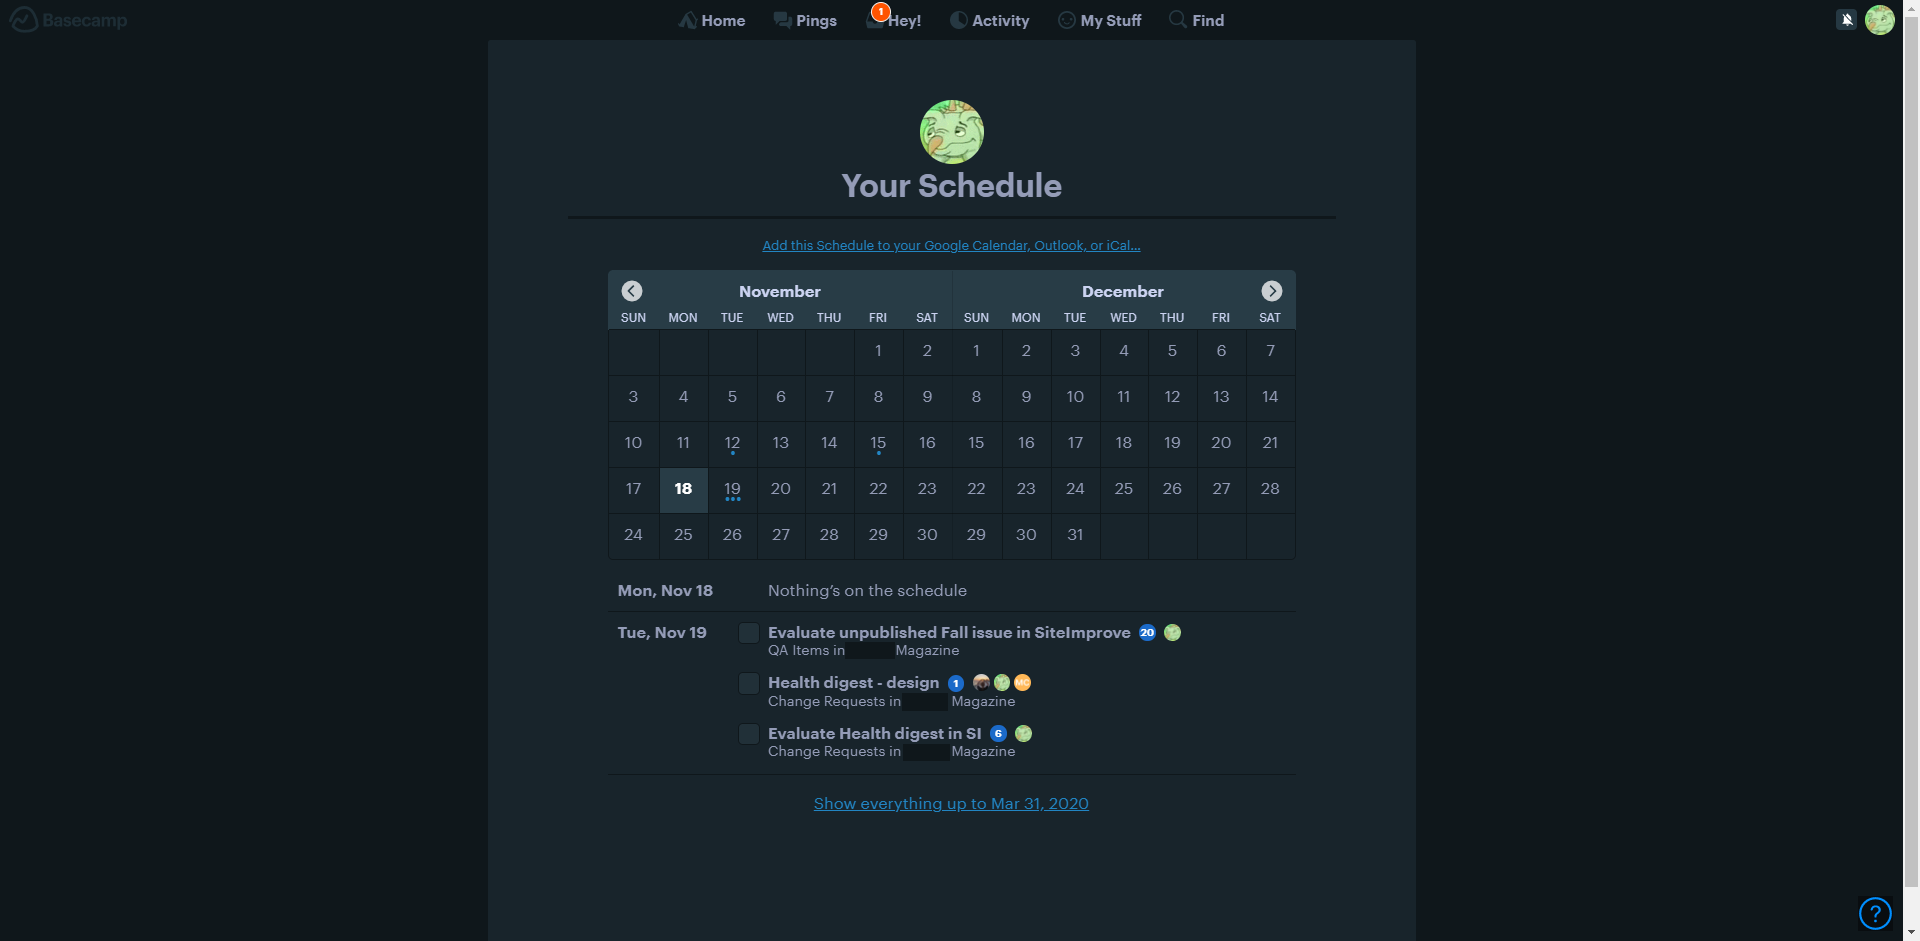 Basecamp
Home Pings 1 Hey! Activity My Stuff Find
Your Schedule
Add this Schedule to your Google Calendar, Outlook, or iCal...
November December
SUN MON TUE WED THU FRI SAT SUN MON TUE WED THU FRI SAT
1 2 1 2 3 4 5 6 7
3 4 5 6 7 8 9 8 9 10 11 12 13 14
10 11 12 13 14 15 16 15 16 17 18 19 20 21
17 18 19 20 21 22 23 22 23 24 25 26 27 28
24 25 26 27 28 29 30 29 30 31
Mon, Nov 18 Nothing’s on the schedule
Tue, Nov 19 Evaluate unpublished Fall issue in SiteImprove 20
QA Items in Magazine
Health digest - design 1 MC
Change Requests in Magazine
Evaluate Health digest in SI 6
Change Requests in Magazine
Show everything up to Mar 31, 2020
?